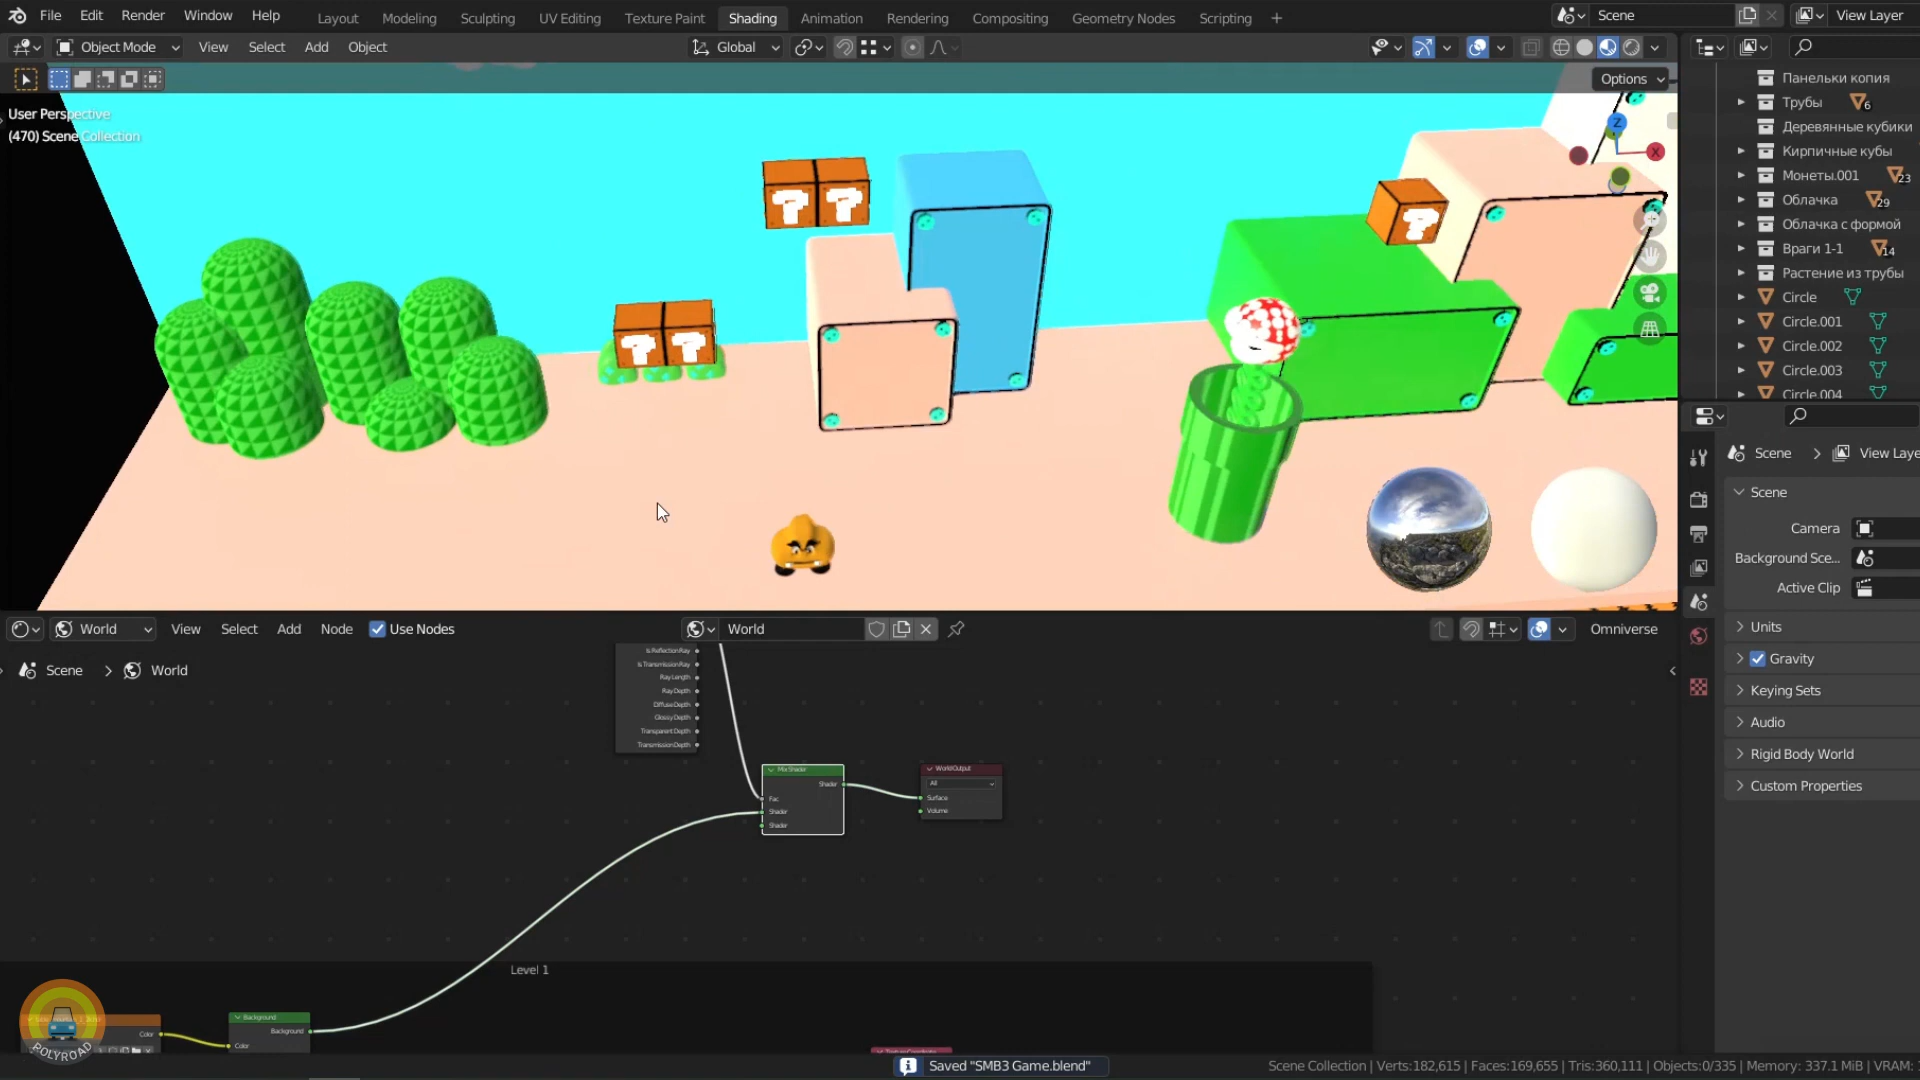 File Edit Render Window Help Layout Modeling Sculpting UV Editing Texture Paint Shading Animation Rendering Compositing Geometry Nodes Scripting + Scene View Layer
Object Mode View Select Add Object Global
Options
User Perspective
(470) Scene Collection
Z
X
? ?
? ?
?
Панельки копия
Трубы 6
Деревянные кубики
Кирпичные кубы
Монеты.001 23
Облачка 29
Облачка с формой
Враги 1-1 14
Растение из трубы
Circle
Circle.001
Circle.002
Circle.003
Circle.004
Scene > View Laye
Scene
Camera
Background Sce...
Active Clip
Units
Gravity
Keying Sets
Audio
Rigid Body World
Custom Properties
World View Select Add Node Use Nodes World Omniverse
Scene > World
Is Reflection Ray
Is Transmission Ray
Ray Length
Ray Depth
Diffuse Depth
Glossy Depth
Transparent Depth
Transmission Depth
Mix Shader
Shader
Fac
Shader
Shader
World Output
All
Surface
Volume
Level 1
Color
Background
Background
Color
Texture Coordinate
POLYROAD
Saved "SMB3 Game.blend"
Scene Collection | Verts:182,615 | Faces:169,655 | Tris:360,111 | Objects:0/335 | Memory: 337.1 MiB | VRAM: